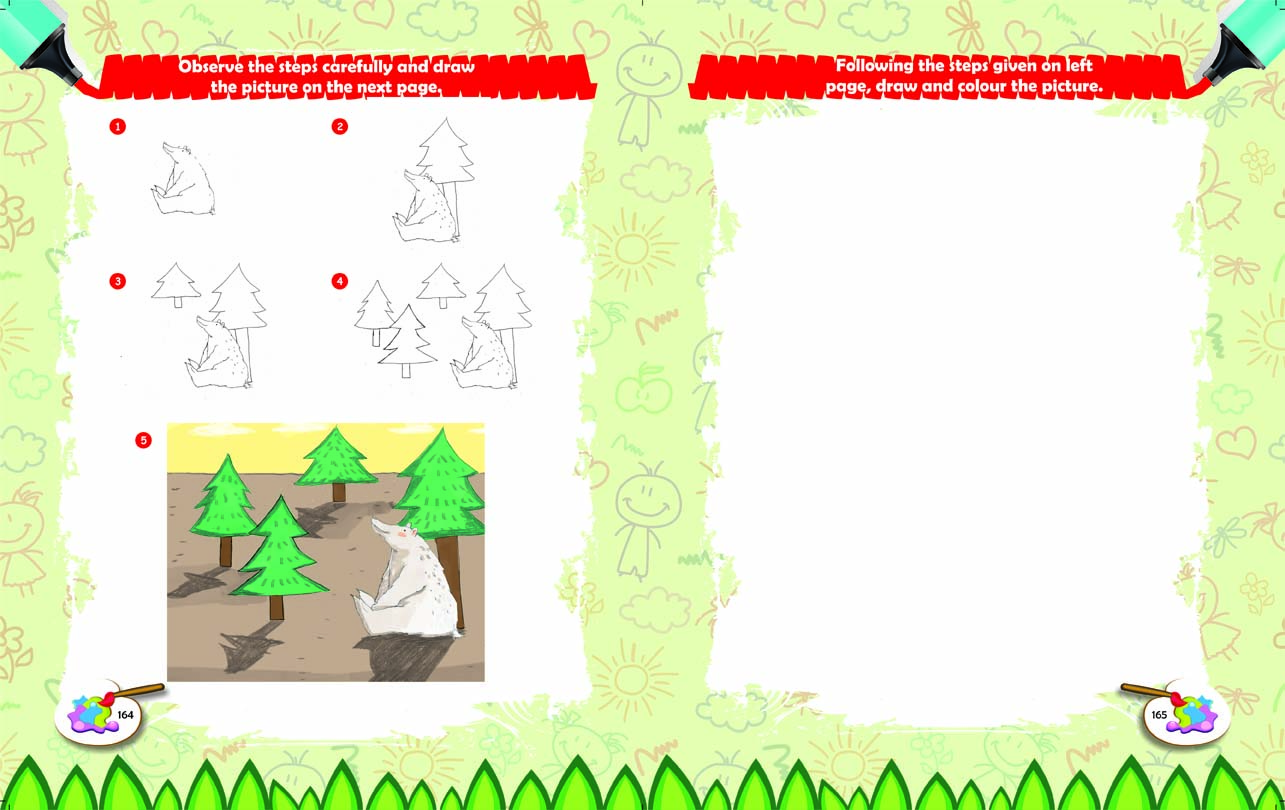 Observe the steps carefully and draw
the picture on the next page.
1
2
3
4
5
164
Following the steps given on left
page, draw and colour the picture.
165